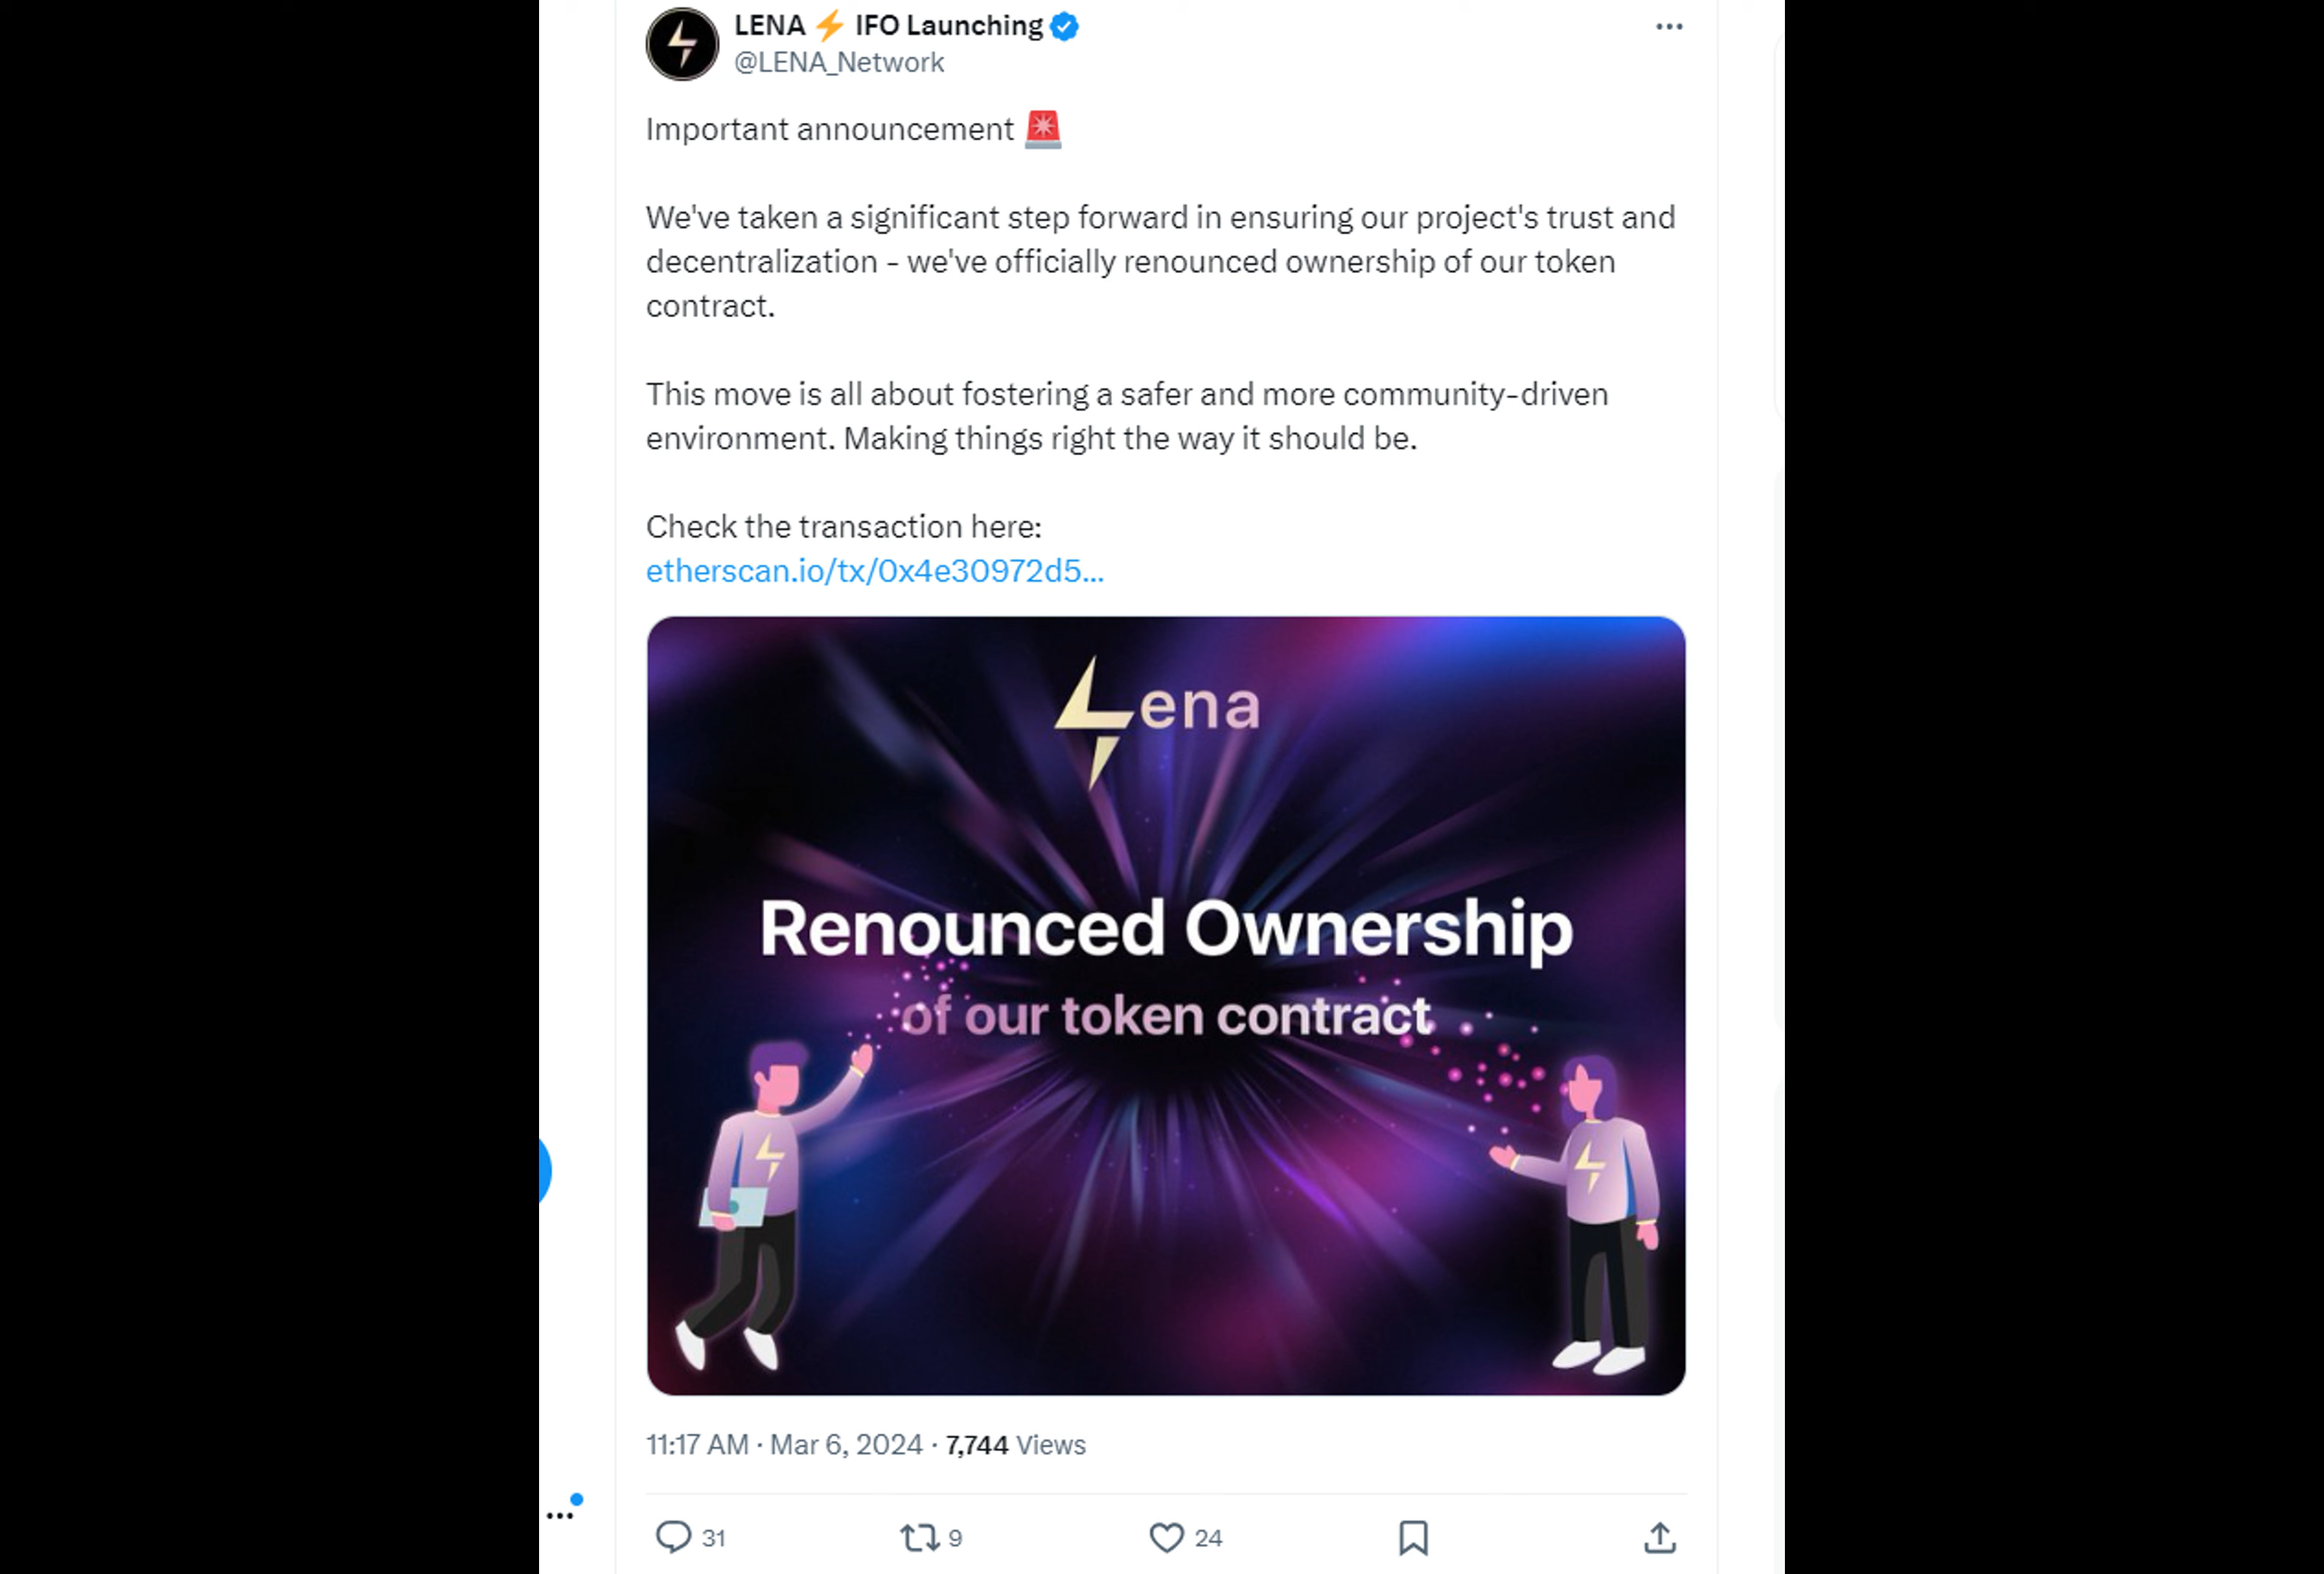 LENA ⚡ IFO Launching
@LENA_Network
Important announcement 🚨
We've taken a significant step forward in ensuring our project's trust and
decentralization - we've officially renounced ownership of our token
contract.
This move is all about fostering a safer and more community-driven
environment. Making things right the way it should be.
Check the transaction here:
etherscan.io/tx/0x4e30972d5...
Lena
Renounced Ownership
of our token contract
11:17 AM · Mar 6, 2024 · 7,744 Views
31 9 24